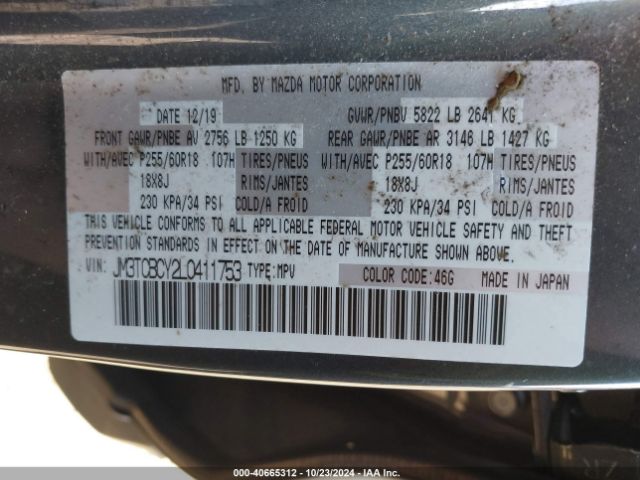 MFD. BY MAZDA MOTOR CORPORATION
DATE 12/19 GVWR/PNBV 5822 LB 2641 KG
FRONT GAWR/PNBE AV 2756 LB 1250 KG REAR GAWR/PNBE AR 3146 LB 1427 KG
WITH/AVEC P255/60R18 107H TIRES/PNEUS WITH/AVEC P255/60R18 107H TIRES/PNEUS
18X8J RIMS/JANTES 18X8J RIMS/JANTES
230 KPA/34 PSI COLD/A FROID 230 KPA/34 PSI COLD/A FROID
THIS VEHICLE CONFORMS TO ALL APPLICABLE FEDERAL MOTOR VEHICLE SAFETY AND THEFT
PREVENTION STANDARDS IN EFFECT ON THE DATE OF MANUFACTURE SHOWN ABOVE.
VIN: JM3TCBCY2L0411753 TYPE:MPV COLOR CODE:46G MADE IN JAPAN
000-40665312 - 10/23/2024 - IAAI.COM